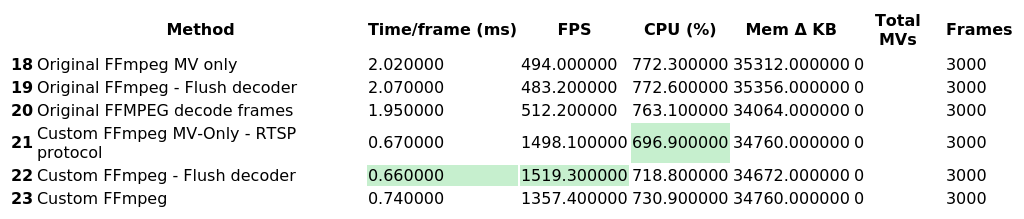 Method Time/frame (ms) FPS CPU (%) Mem Δ KB Total MVs Frames
18 Original FFmpeg MV only 2.020000 494.000000 772.300000 35312.000000 0 3000
19 Original FFmpeg - Flush decoder 2.070000 483.200000 772.600000 35356.000000 0 3000
20 Original FFMPEG decode frames 1.950000 512.200000 763.100000 34064.000000 0 3000
21 Custom FFmpeg MV-Only - RTSP protocol 0.670000 1498.100000 696.900000 34760.000000 0 3000
22 Custom FFmpeg - Flush decoder 0.660000 1519.300000 718.800000 34672.000000 0 3000
23 Custom FFmpeg 0.740000 1357.400000 730.900000 34760.000000 0 3000